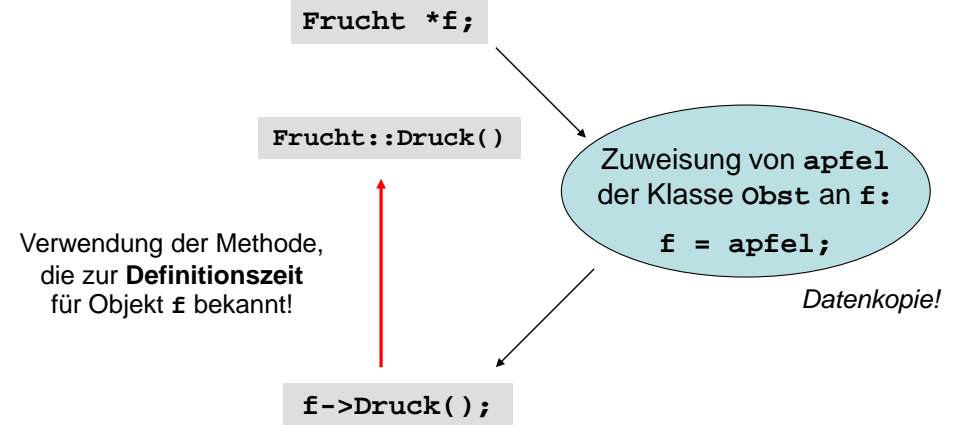 Frucht *f;
Frucht::Druck()
Zuweisung von apfel
der Klasse Obst an f:
f = apfel;
Verwendung der Methode,
die zur Definitionszeit
für Objekt f bekannt!
Datenkopie!
f->Druck();